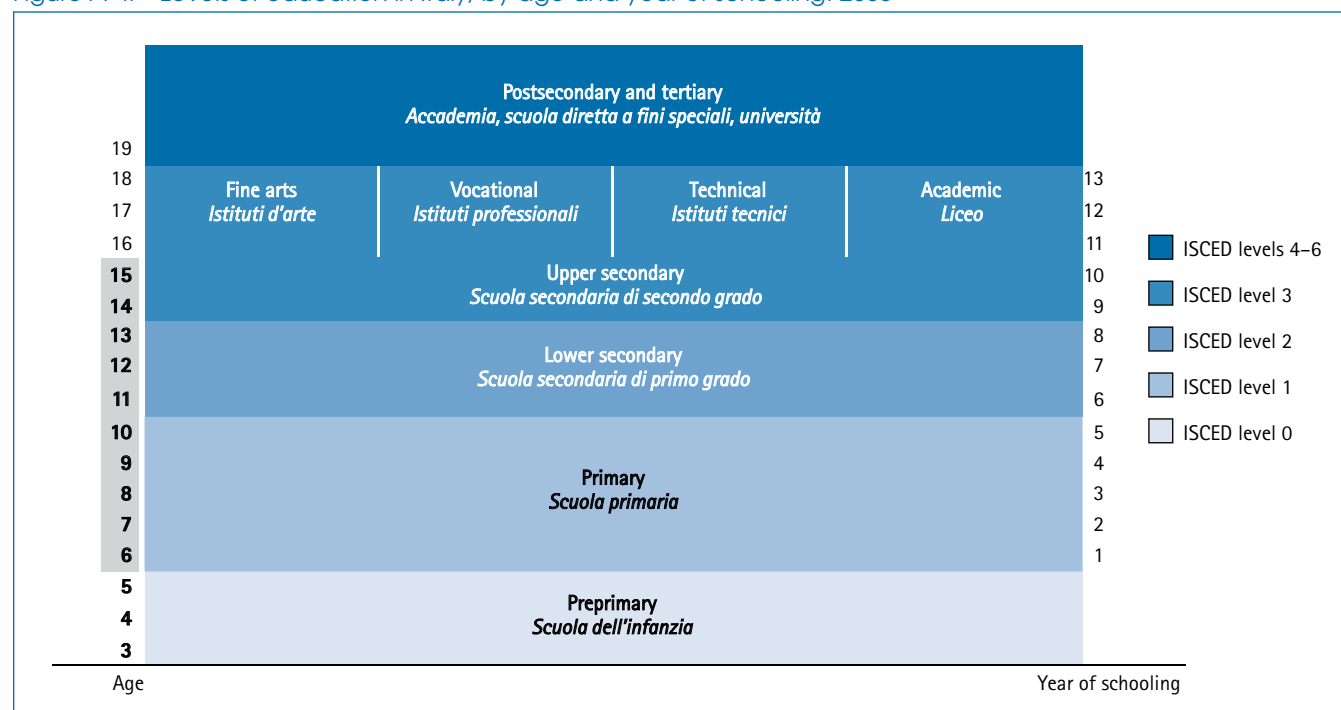 Postsecondary and tertiary
Accademia, scuola diretta a fini speciali, università
19
18
17
16
15
14
13
12
11
10
9
8
7
6
5
4
3
Fine arts
Istituti d'arte
Vocational
Istituti professionali
Technical
Istituti tecnici
Academic
Liceo
Upper secondary
Scuola secondaria di secondo grado
Lower secondary
Scuola secondaria di primo grado
Primary
Scuola primaria
Preprimary
Scuola dell'infanzia
13
12
11
10
9
8
7
6
5
4
3
2
1
ISCED levels 4–6
ISCED level 3
ISCED level 2
ISCED level 1
ISCED level 0
Age
Year of schooling